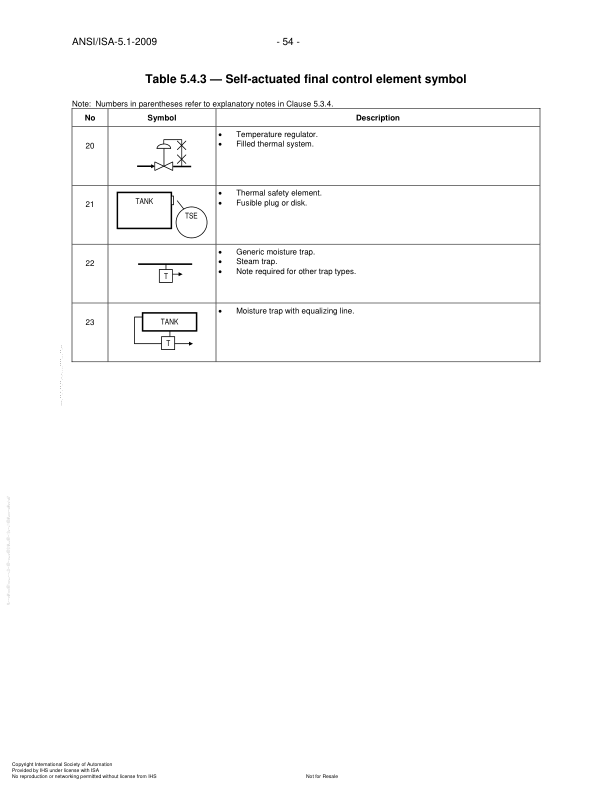 ANSI/ISA-5.1-2009 - 54 -
Table 5.4.3 — Self-actuated final control element symbol
Note: Numbers in parentheses refer to explanatory notes in Clause 5.3.4.
No Symbol Description
20
• Temperature regulator.
• Filled thermal system.
21
TANK
TSE
• Thermal safety element.
• Fusible plug or disk.
22
T
• Generic moisture trap.
• Steam trap.
• Note required for other trap types.
23
TANK
T
• Moisture trap with equalizing line.
Copyright International Society of Automation
Provided by IHS under license with ISA
No reproduction or networking permitted without license from IHS Not for Resale